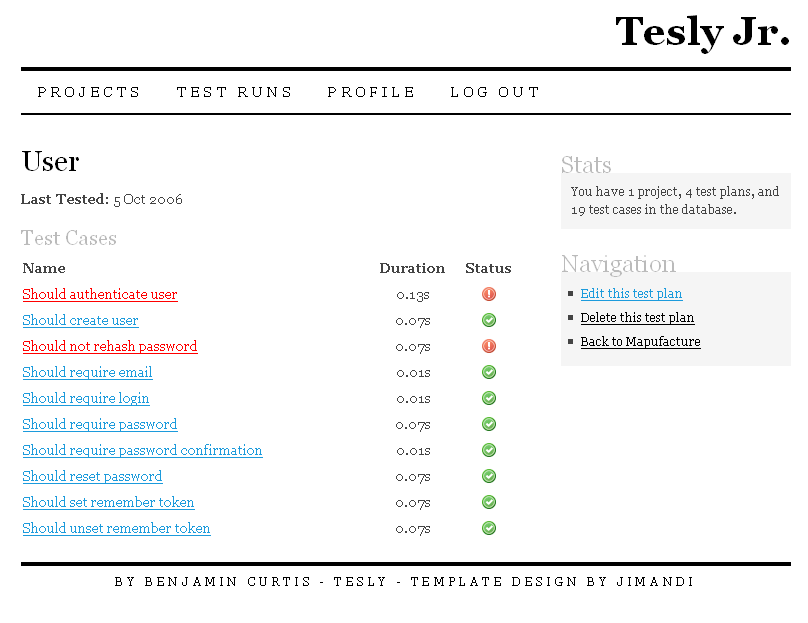 Tesly Jr.
PROJECTS TEST RUNS PROFILE LOG OUT
User
Last Tested: 5 Oct 2006
Test Cases
Name Duration Status
Should authenticate user 0.13s
Should create user 0.07s
Should not rehash password 0.07s
Should require email 0.01s
Should require login 0.01s
Should require password 0.07s
Should require password confirmation 0.01s
Should reset password 0.07s
Should set remember token 0.07s
Should unset remember token 0.07s
Stats
You have 1 project, 4 test plans, and
19 test cases in the database.
Navigation
Edit this test plan
Delete this test plan
Back to Mapufacture
BY BENJAMIN CURTIS - TESLY - TEMPLATE DESIGN BY JIMANDI